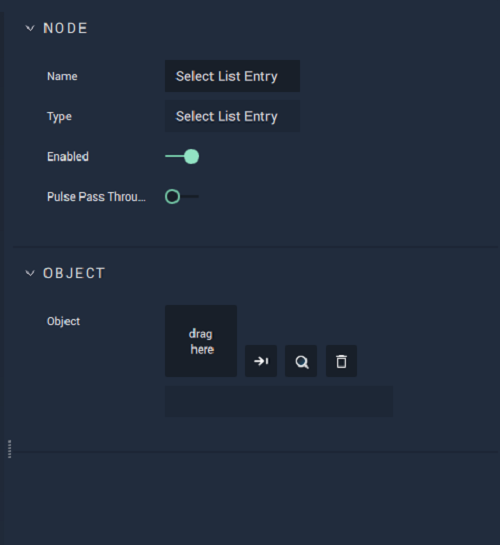 NODE
Name Select List Entry
Type Select List Entry
Enabled
Pulse Pass Throu...
OBJECT
Object
drag
here